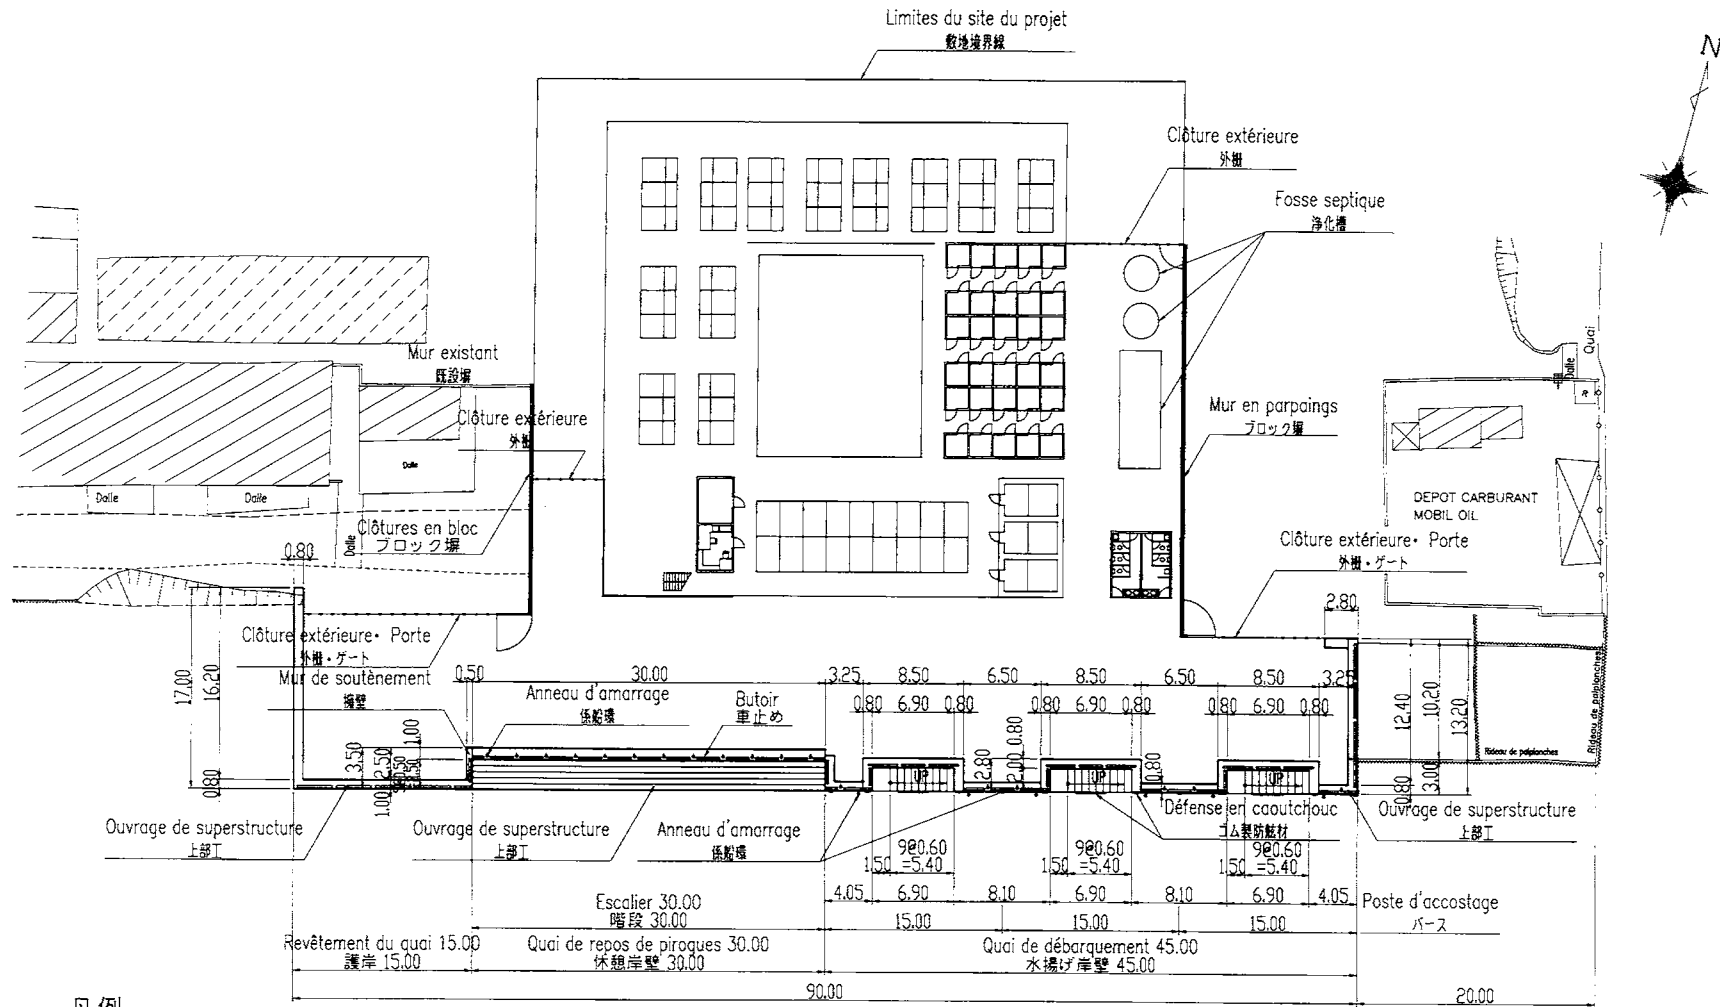 Limites du site du projet
敷地境界線
N
Clôture extérieure
外柵
Fosse septique
浄化槽
Quai
Dalle
Mur existant
既設塀
Clôture extérieure
外柵
Mur en parpaings
ブロック塀
Dalle
Dalle
Dalle
DEPOT CARBURANT
MOBIL OIL
Clôtures en bloc
ブロック塀
Dalle
0.80
Clôture extérieure・Porte
外柵・ゲート
2.80
Clôture extérieure・Porte
外柵・ゲート
Mur de soutènement
擁壁
17.00
16.20
0.80
0.50
30.00
3.25
8.50
6.50
8.50
6.50
8.50
3.25
Anneau d'amarrage
係船環
Butoir
車止め
0.80
6.90
0.80
0.80
6.90
0.80
0.80
6.90
0.80
12.40
10.20
13.20
3.50
2.50
1.00
1.00
2.80
2.00
0.80
0.80
0.80
3.00
UP
UP
UP
Rideau de palplanches
Rideau de palplanches
Ouvrage de superstructure
上部工
Ouvrage de superstructure
上部工
Anneau d'amarrage
係船環
Défense en caoutchouc
ゴム製防舷材
Ouvrage de superstructure
上部工
9@0.60
1.50 =5.40
9@0.60
1.50 =5.40
9@0.60
1.50 =5.40
4.05
6.90
8.10
6.90
8.10
6.90
4.05
Poste d'accostage
バース
Escalier 30.00
階段 30.00
15.00
15.00
15.00
Revêtement du quai 15.00
護岸 15.00
Quai de repos de piroques 30.00
休憩岸壁 30.00
Quai de débarquement 45.00
水揚げ岸壁 45.00
90.00
20.00
凡例